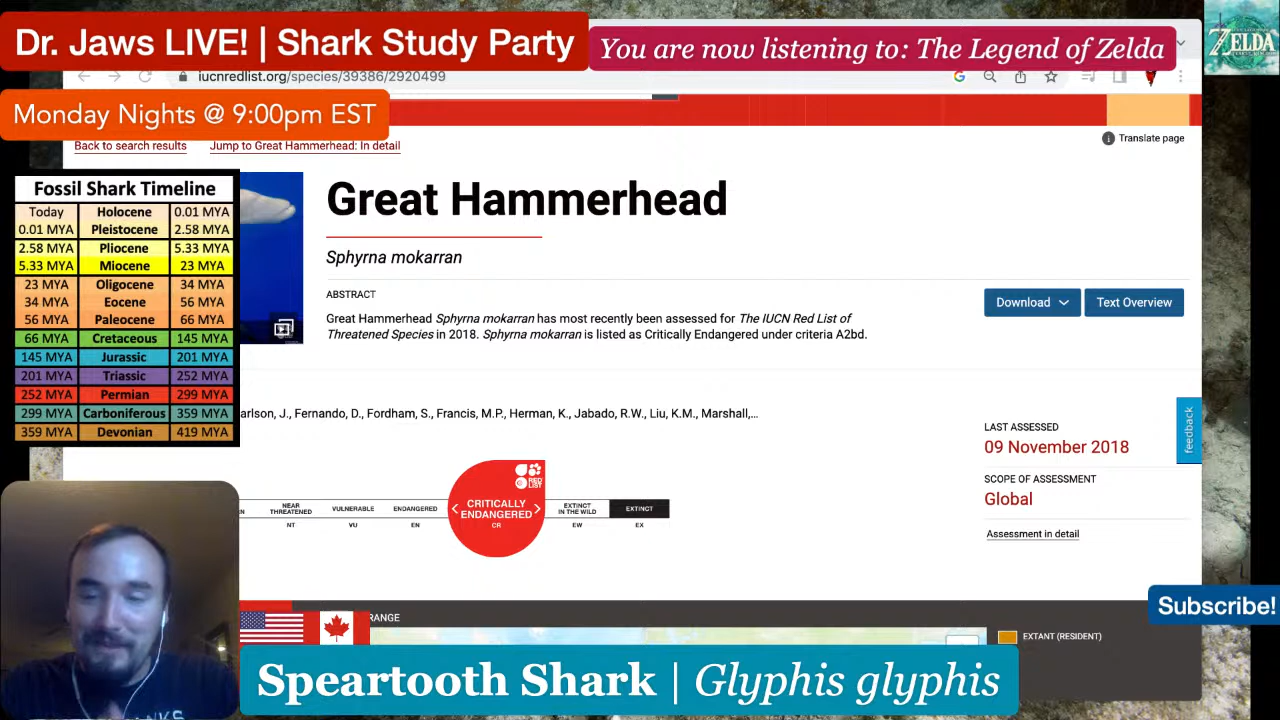 Dr. Jaws LIVE! | Shark Study Party
You are now listening to: The Legend of Zelda
ZELDA
iucnredlist.org/species/39386/2920499
Monday Nights @ 9:00pm EST
Translate page
Back to search results
Jump to Great Hammerhead: In detail
Fossil Shark Timeline
Today Holocene 0.01 MYA
0.01 MYA Pleistocene 2.58 MYA
2.58 MYA Pliocene 5.33 MYA
5.33 MYA Miocene 23 MYA
23 MYA Oligocene 34 MYA
34 MYA Eocene 56 MYA
56 MYA Paleocene 66 MYA
66 MYA Cretaceous 145 MYA
145 MYA Jurassic 201 MYA
201 MYA Triassic 252 MYA
252 MYA Permian 299 MYA
299 MYA Carboniferous 359 MYA
359 MYA Devonian 419 MYA
Great Hammerhead
Sphyrna mokarran
ABSTRACT
Great Hammerhead Sphyrna mokarran has most recently been assessed for The IUCN Red List of
Threatened Species in 2018. Sphyrna mokarran is listed as Critically Endangered under criteria A2bd.
Download
Text Overview
arlson, J., Fernando, D., Fordham, S., Francis, M.P., Herman, K., Jabado, R.W., Liu, K.M., Marshall,...
LAST ASSESSED
09 November 2018
SCOPE OF ASSESSMENT
Global
Assessment in detail
feedback
RED LIST
N
NEAR THREATENED
NT
VULNERABLE
VU
ENDANGERED
EN
< CRITICALLY ENDANGERED >
CR
EXTINCT IN THE WILD
EW
EXTINCT
EX
RANGE
EXTANT (RESIDENT)
Subscribe!
Speartooth Shark | Glyphis glyphis